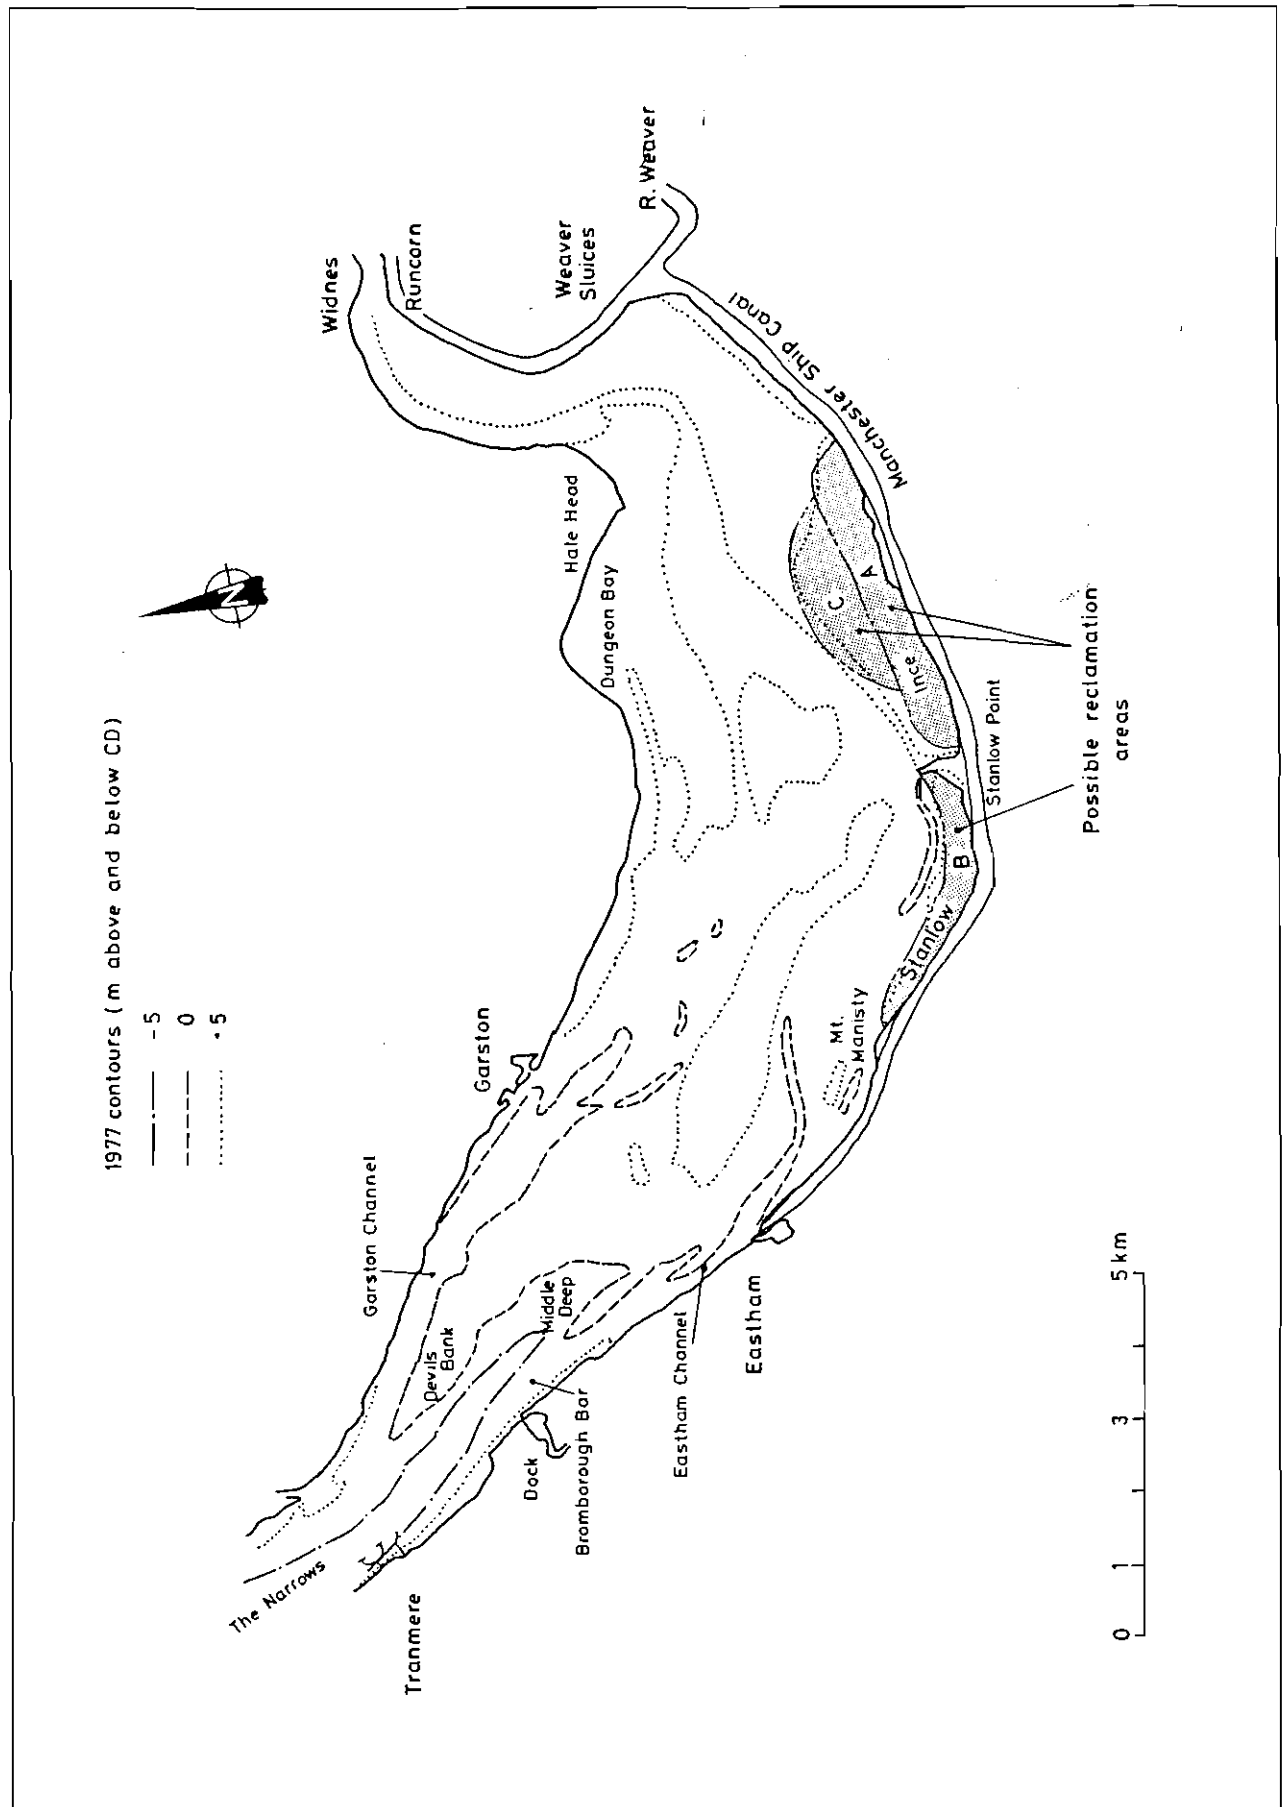 1977 contours (m above and below CD)
-5
0
+5
N
Widnes
Runcorn
Weaver
Sluices
R. Weaver
Manchester Ship Canal
Hale Head
Dungeon Bay
Garston
Garston Channel
Devils
Bank
Middle
Deep
The Narrows
Tranmere
Dock
Bromborough Bar
Eastham Channel
Eastham
Mt.
Manisty
Stanlow
B
Stanlow Point
Ince
C
A
Possible reclamation
areas
0
1
3
5 km